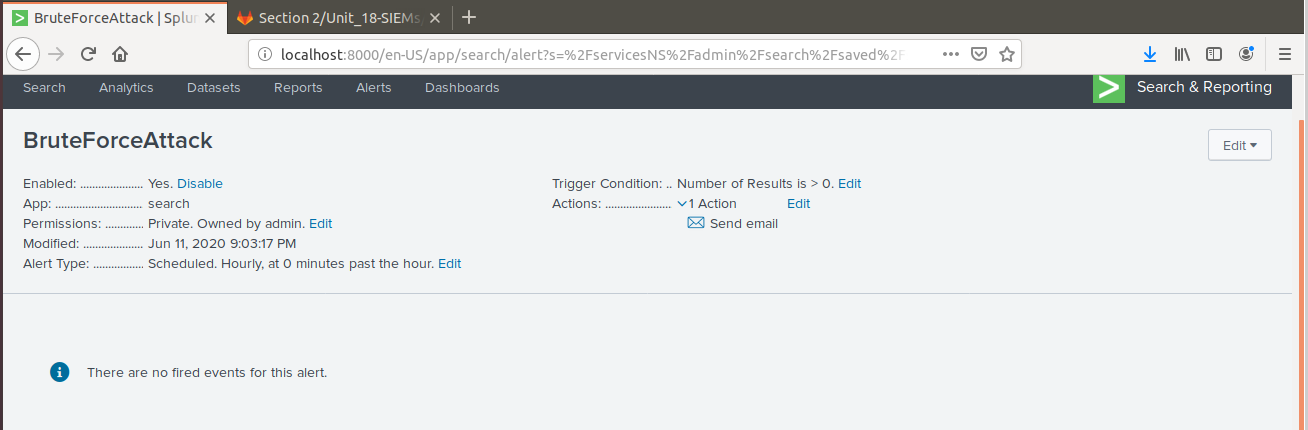 BruteForceAttack | Splun
Section 2/Unit_18-SIEMs
localhost:8000/en-US/app/search/alert?s=%2FservicesNS%2Fadmin%2Fsearch%2Fsaved%2F
Search Analytics Datasets Reports Alerts Dashboards > Search & Reporting
BruteForceAttack
Edit
Enabled: ..................... Yes. Disable
App: ............................. search
Permissions: ............. Private. Owned by admin. Edit
Modified: .................... Jun 11, 2020 9:03:17 PM
Alert Type: ................. Scheduled. Hourly, at 0 minutes past the hour. Edit
Trigger Condition: .. Number of Results is > 0. Edit
Actions: ...................... 1 Action Edit
Send email
There are no fired events for this alert.